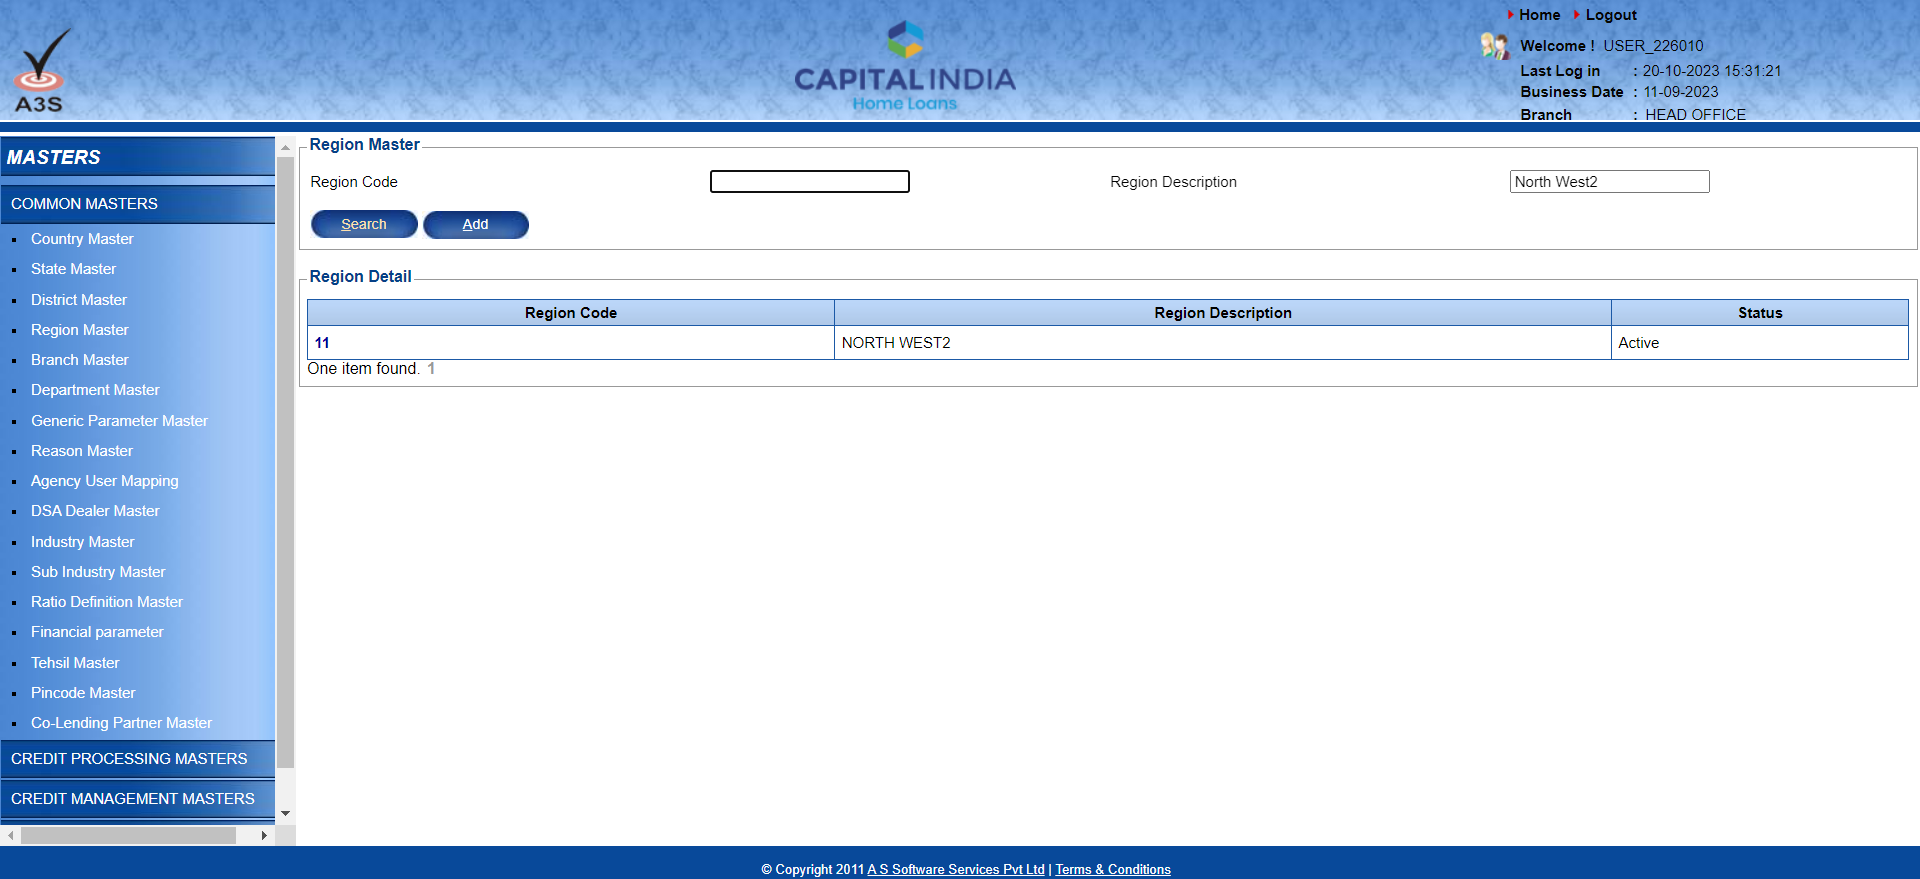 A3S
CAPITALINDIA
Home Loans
Home Logout
Welcome ! USER_226010
Last Log in : 20-10-2023 15:31:21
Business Date : 11-09-2023
Branch : HEAD OFFICE
MASTERS
COMMON MASTERS
Country Master
State Master
District Master
Region Master
Branch Master
Department Master
Generic Parameter Master
Reason Master
Agency User Mapping
DSA Dealer Master
Industry Master
Sub Industry Master
Ratio Definition Master
Financial parameter
Tehsil Master
Pincode Master
Co-Lending Partner Master
CREDIT PROCESSING MASTERS
CREDIT MANAGEMENT MASTERS
Region Master
Region Code Region Description North West2
Search Add
Region Detail
Region Code Region Description Status
11 NORTH WEST2 Active
One item found. 1
© Copyright 2011 A S Software Services Pvt Ltd | Terms & Conditions